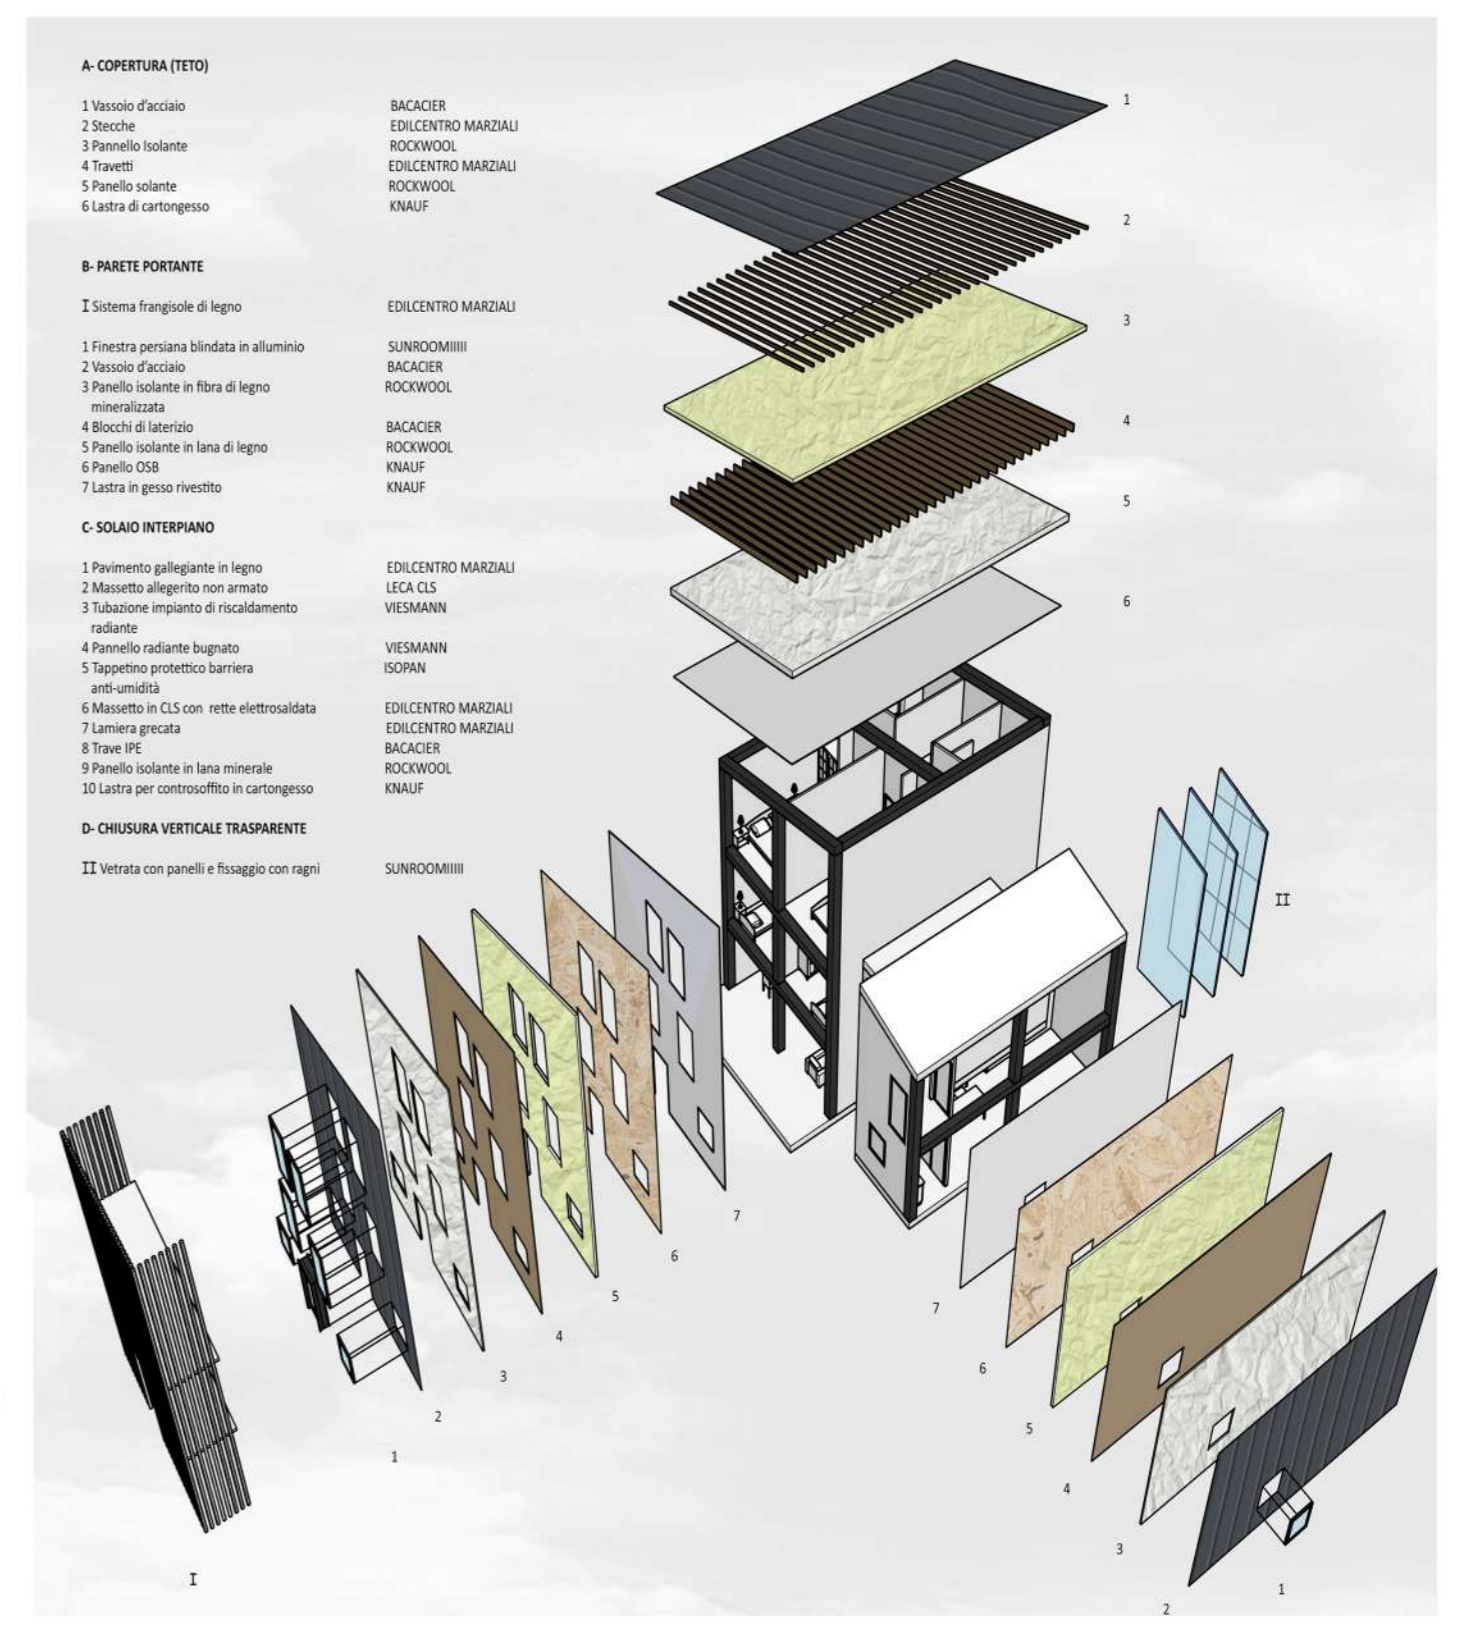 A- COPERTURA (TETO)
1 Vassoio d'acciaio BACACIER
2 Stecche EDILCENTRO MARZIALI
3 Pannello Isolante ROCKWOOL
4 Travetti EDILCENTRO MARZIALI
5 Panello solante ROCKWOOL
6 Lastra di cartongesso KNAUF
B- PARETE PORTANTE
I Sistema frangisole di legno EDILCENTRO MARZIALI
1 Finestra persiana blindata in alluminio SUNROOMIIIII
2 Vassoio d'acciaio BACACIER
3 Panello isolante in fibra di legno ROCKWOOL
mineralizzata
4 Blocchi di laterizio BACACIER
5 Panello isolante in lana di legno ROCKWOOL
6 Panello OSB KNAUF
7 Lastra in gesso rivestito KNAUF
C- SOLAIO INTERPIANO
1 Pavimento gallegiante in legno EDILCENTRO MARZIALI
2 Massetto allegerito non armato LECA CLS
3 Tubazione impianto di riscaldamento VIESMANN
radiante
4 Pannello radiante bugnato VIESMANN
5 Tappetino protettico barriera ISOPAN
anti-umidità
6 Massetto in CLS con rette elettrosaldata EDILCENTRO MARZIALI
7 Lamiera grecata EDILCENTRO MARZIALI
8 Trave IPE BACACIER
9 Panello isolante in lana minerale ROCKWOOL
10 Lastra per controsoffito in cartongesso KNAUF
D- CHIUSURA VERTICALE TRASPARENTE
II Vetrata con panelli e fissaggio con ragni SUNROOMIIIII
1
2
3
4
5
6
II
7
6
5
4
3
2
1
I
7
6
5
4
3
2
1